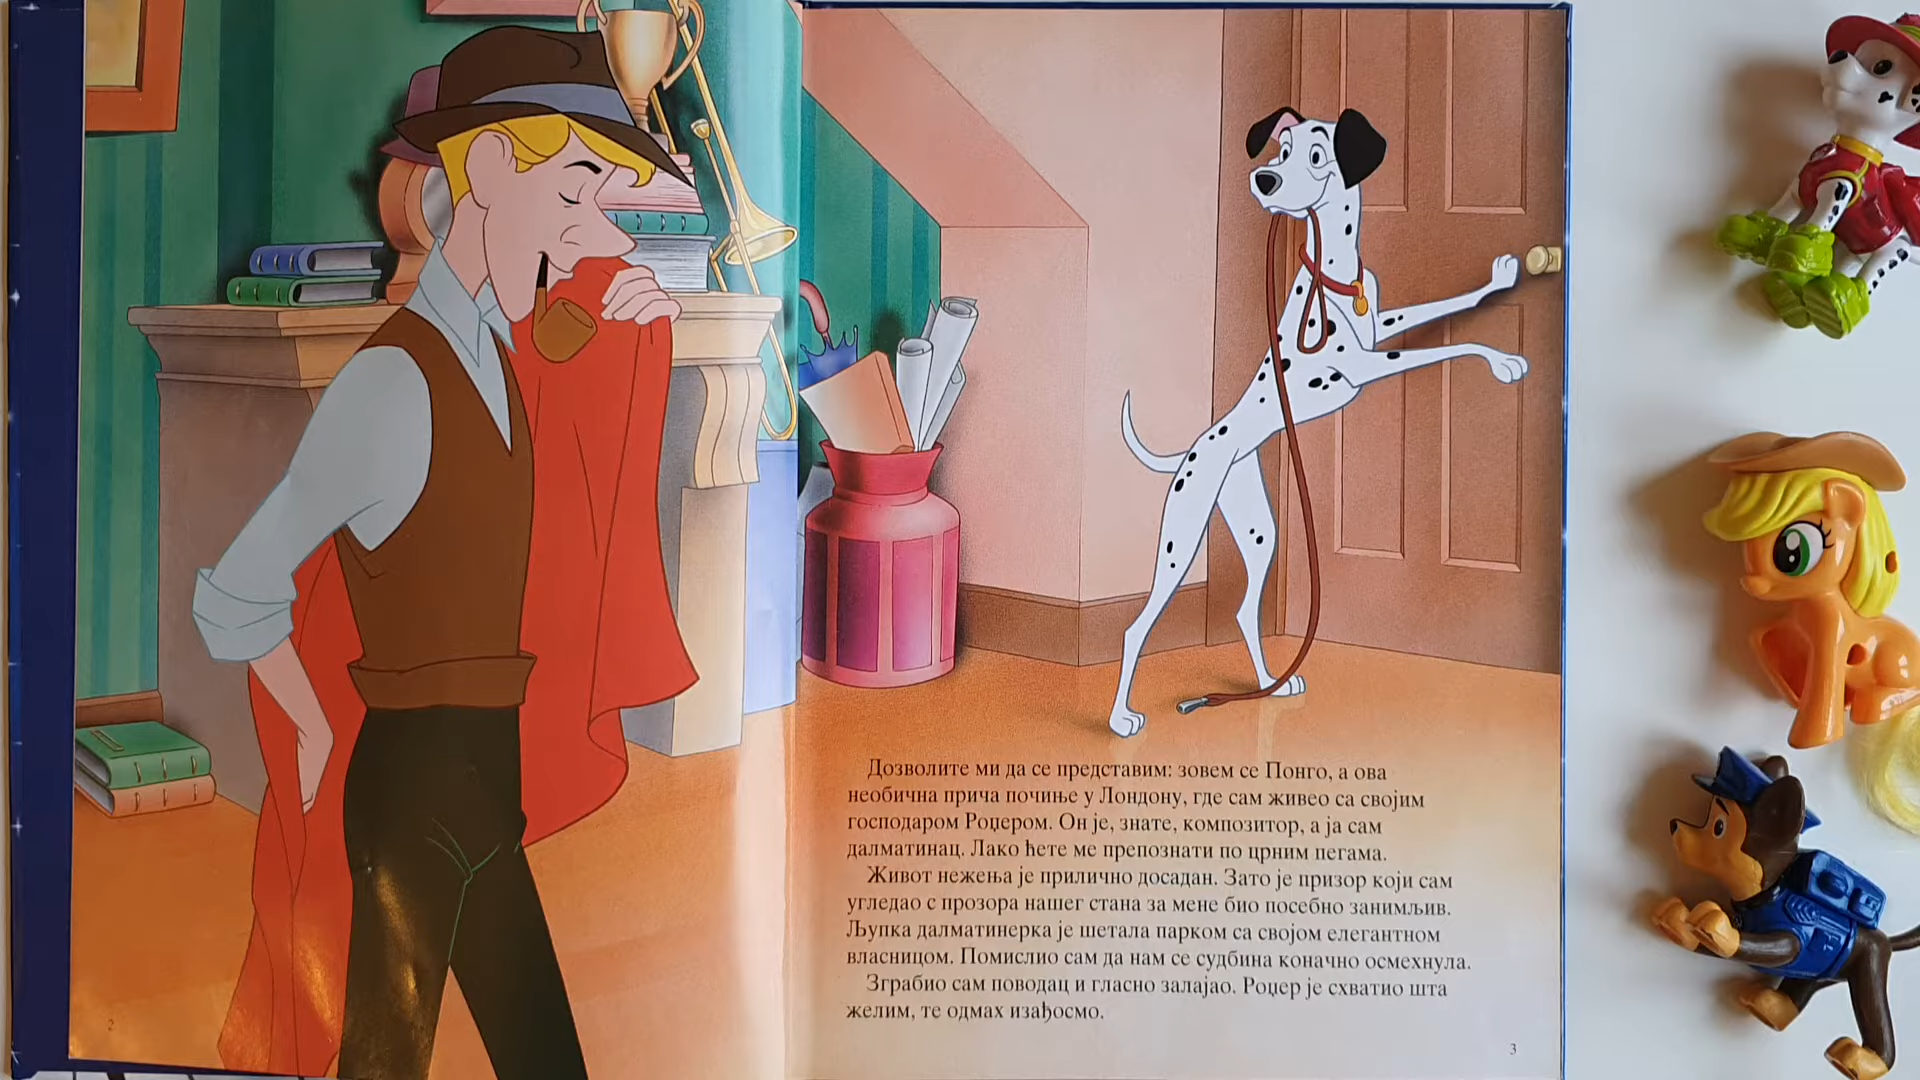 Дозволите ми да се представим: зовем се Понго, а ова
необична прича почиње у Лондону, где сам живео са својим
господаром Роџером. Он је, знате, композитор, а ја сам
далматинац. Лако ћете ме препознати по црним пегама.
Живот нежења је прилично досадан. Зато је призор који сам
угледао с прозора нашег стана за мене био посебно занимљив.
Љупка далматинерка је шетала парком са својом елегантном
власницом. Помислио сам да нам се судбина коначно осмехнула.
Зграбио сам поводац и гласно залајао. Роџер је схватио шта
желим, те одмах изађосмо.
2
3